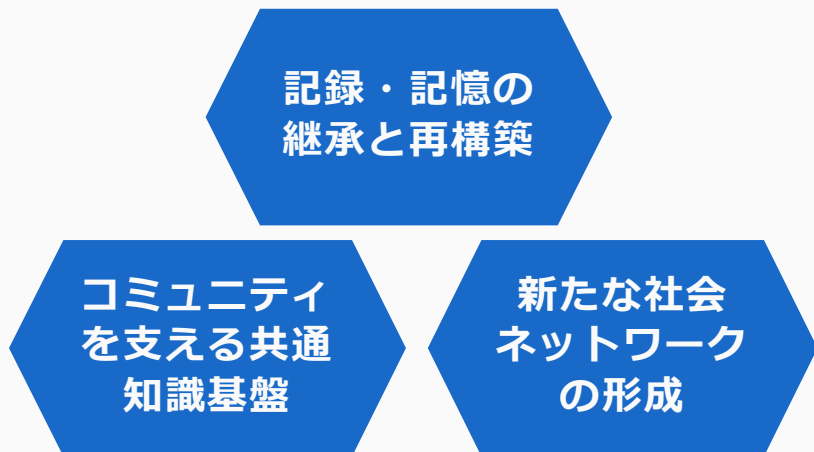 記録・記憶の
継承と再構築
コミュニティ
を支える共通
知識基盤
新たな社会
ネットワーク
の形成